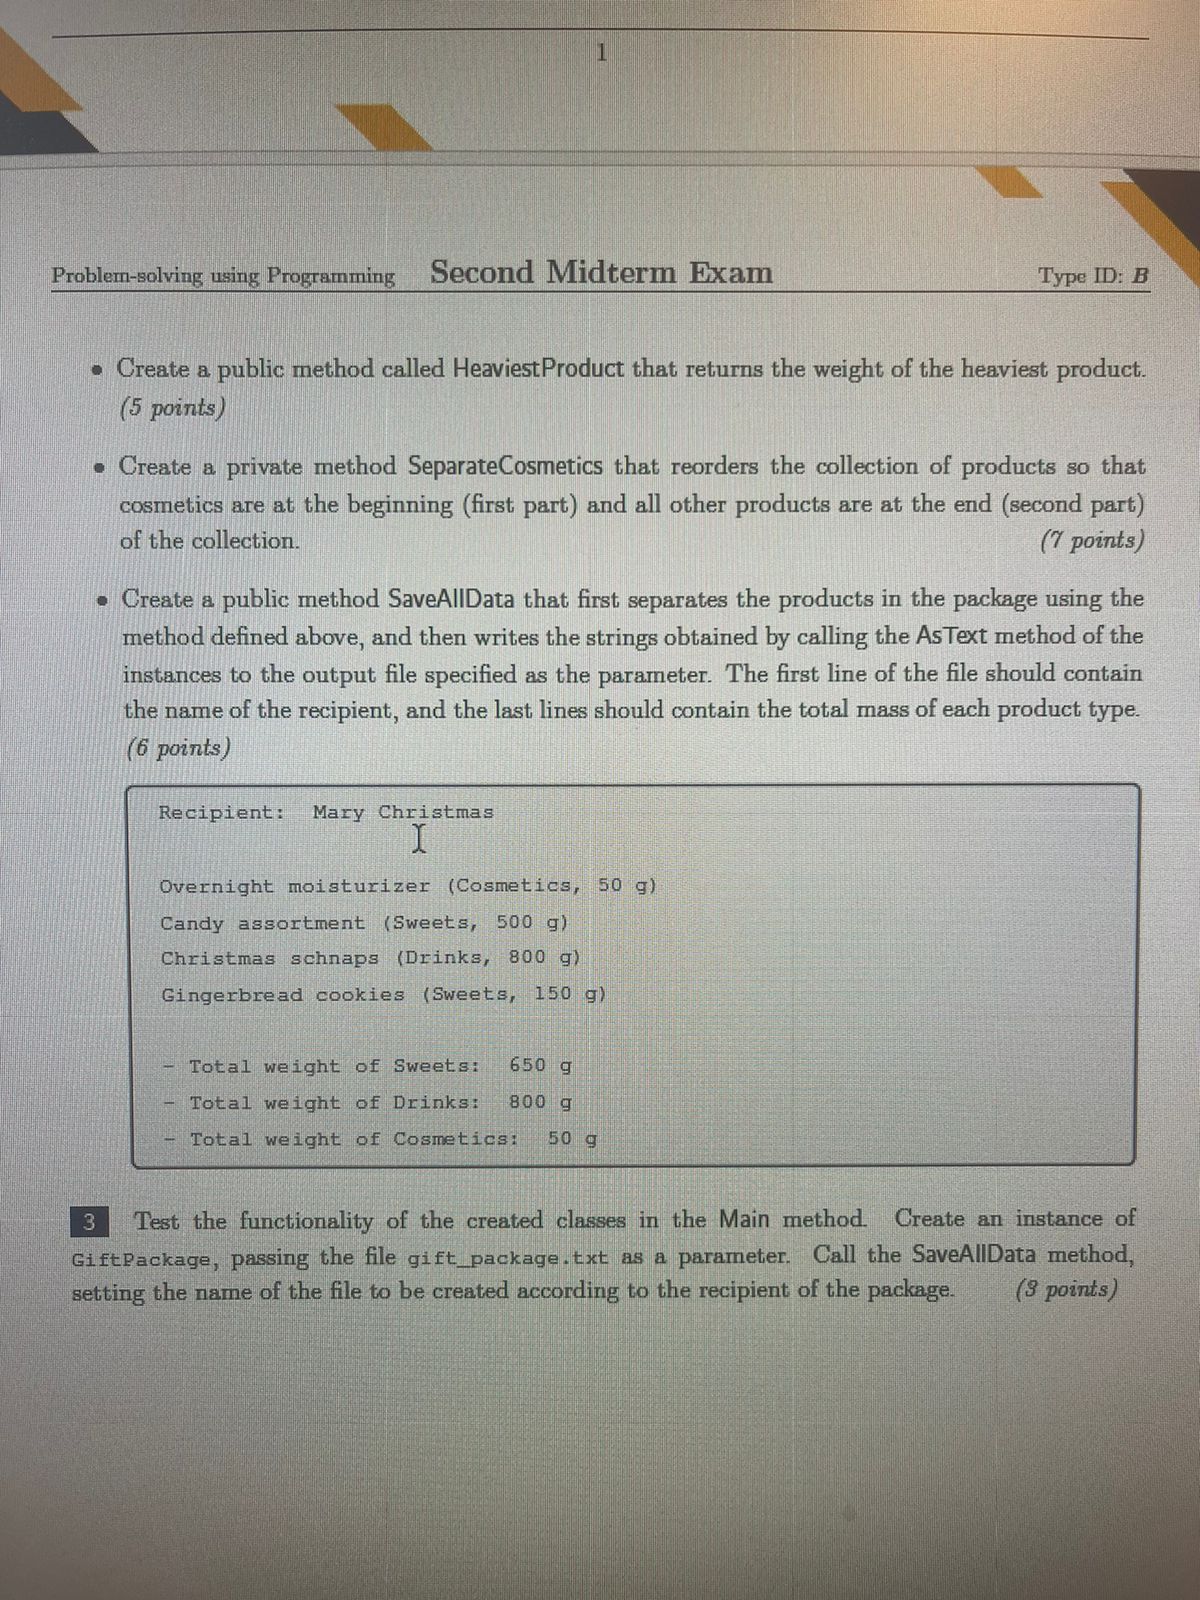 1
Problem-solving using Programming Second Midterm Exam Type ID: B
• Create a public method called HeaviestProduct that returns the weight of the heaviest product.
(5 points)
• Create a private method SeparateCosmetics that reorders the collection of products so that
cosmetics are at the beginning (first part) and all other products are at the end (second part)
of the collection. (7 points)
• Create a public method SaveAllData that first separates the products in the package using the
method defined above, and then writes the strings obtained by calling the AsText method of the
instances to the output file specified as the parameter. The first line of the file should contain
the name of the recipient, and the last lines should contain the total mass of each product type.
(6 points)
Recipient: Mary Christmas
Overnight moisturizer (Cosmetics, 50 g)
Candy assortment (Sweets, 500 g)
Christmas schnaps (Drinks, 800 g)
Gingerbread cookies (Sweets, 150 g)
- Total weight of Sweets: 650 g
- Total weight of Drinks: 800 g
- Total weight of Cosmetics: 50 g
3 Test the functionality of the created classes in the Main method. Create an instance of
GiftPackage, passing the file gift_package.txt as a parameter. Call the SaveAllData method,
setting the name of the file to be created according to the recipient of the package. (3 points)